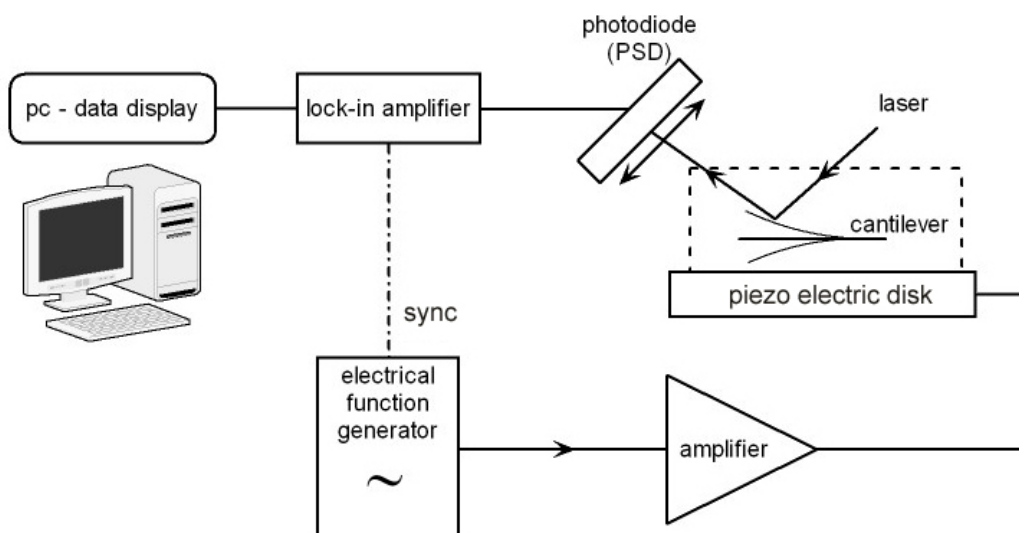 photodiode
(PSD)
pc - data display
lock-in amplifier
laser
cantilever
piezo electric disk
sync
electrical
function
generator
~
amplifier